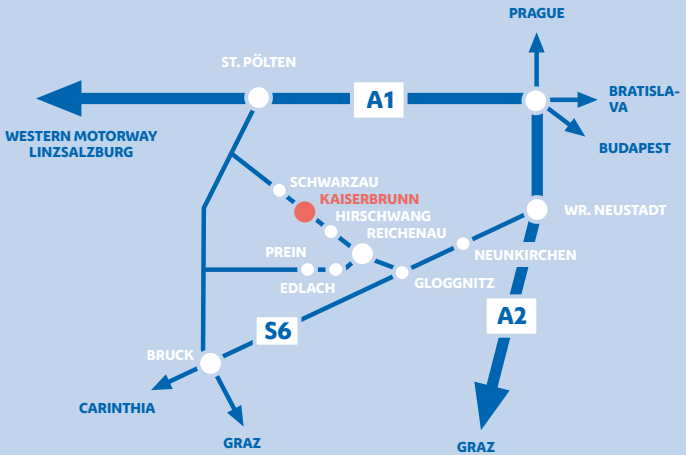 PRAGUE
ST. PÖLTEN
A1
BRATISLA-
VA
WESTERN MOTORWAY
LINZSALZBURG
BUDAPEST
SCHWARZAU
KAISERBRUNN
HIRSCHWANG
WR. NEUSTADT
REICHENAU
PREIN
NEUNKIRCHEN
EDLACH
GLOGGNITZ
A2
S6
BRUCK
CARINTHIA
GRAZ
GRAZ